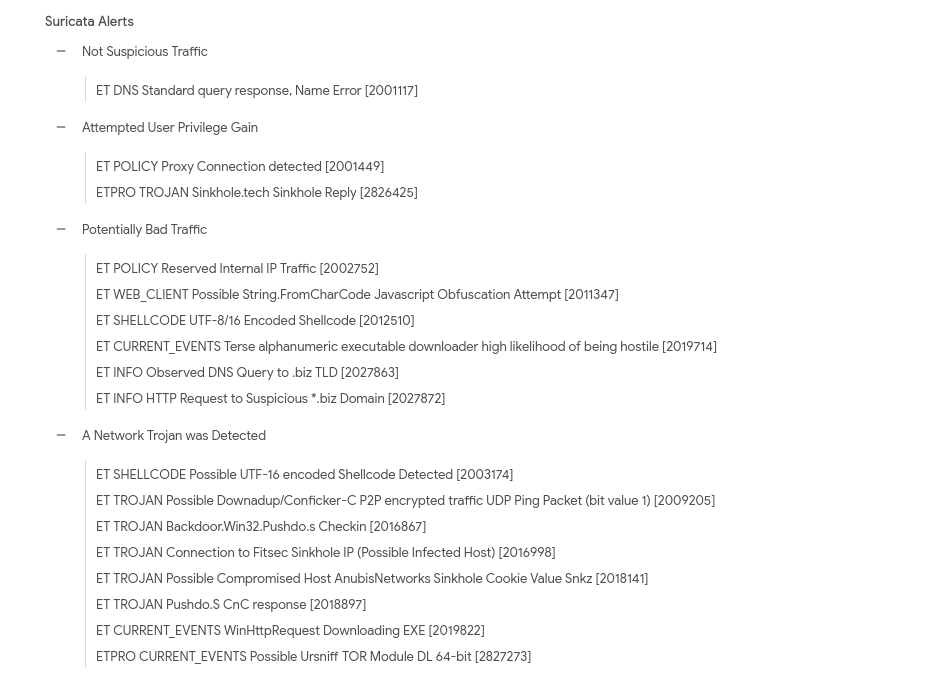 Suricata Alerts
— Not Suspicious Traffic
ET DNS Standard query response, Name Error [2001117]
— Attempted User Privilege Gain
ET POLICY Proxy Connection detected [2001449]
ETPRO TROJAN Sinkhole.tech Sinkhole Reply [2826425]
— Potentially Bad Traffic
ET POLICY Reserved Internal IP Traffic [2002752]
ET WEB_CLIENT Possible String.FromCharCode Javascript Obfuscation Attempt [2011347]
ET SHELLCODE UTF-8/16 Encoded Shellcode [2012510]
ET CURRENT_EVENTS Terse alphanumeric executable downloader high likelihood of being hostile [2019714]
ET INFO Observed DNS Query to .biz TLD [2027863]
ET INFO HTTP Request to Suspicious *.biz Domain [2027872]
— A Network Trojan was Detected
ET SHELLCODE Possible UTF-16 encoded Shellcode Detected [2003174]
ET TROJAN Possible Downadup/Conficker-C P2P encrypted traffic UDP Ping Packet (bit value 1) [2009205]
ET TROJAN Backdoor.Win32.Pushdo.s Checkin [2016867]
ET TROJAN Connection to Fitsec Sinkhole IP (Possible Infected Host) [2016998]
ET TROJAN Possible Compromised Host AnubisNetworks Sinkhole Cookie Value Snkz [2018141]
ET TROJAN Pushdo.S CnC response [2018897]
ET CURRENT_EVENTS WinHttpRequest Downloading EXE [2019822]
ETPRO CURRENT_EVENTS Possible Ursniff TOR Module DL 64-bit [2827273]